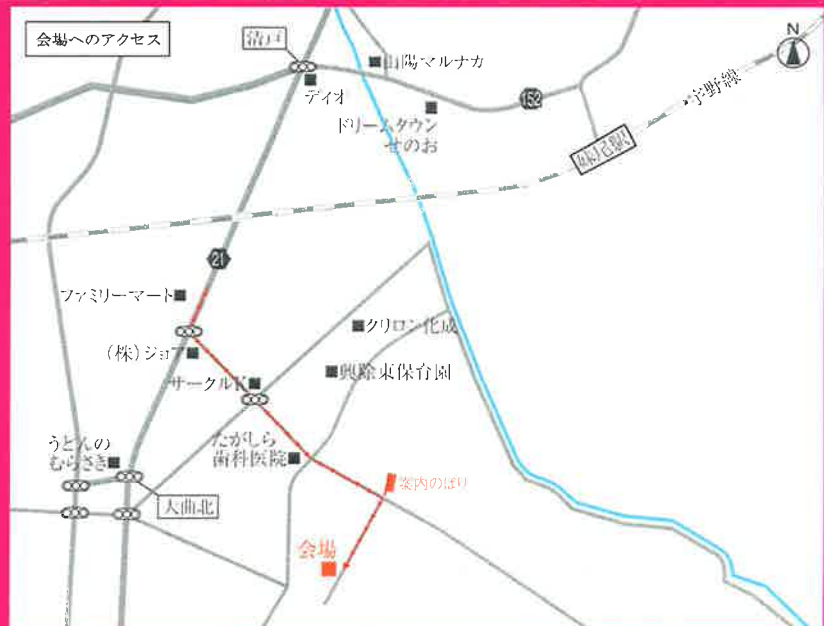 会場へのアクセス
N
清戸
山陽マルナカ
ディオ
152
宇野線
ドリームタウン
せのお
妹尾駅
21
ファミリーマート
クリロン化成
(株)ジョア
サークルK
興除東保育園
うどんの
むらさき
たがしら
歯科医院
大曲北
案内のぼり
会場